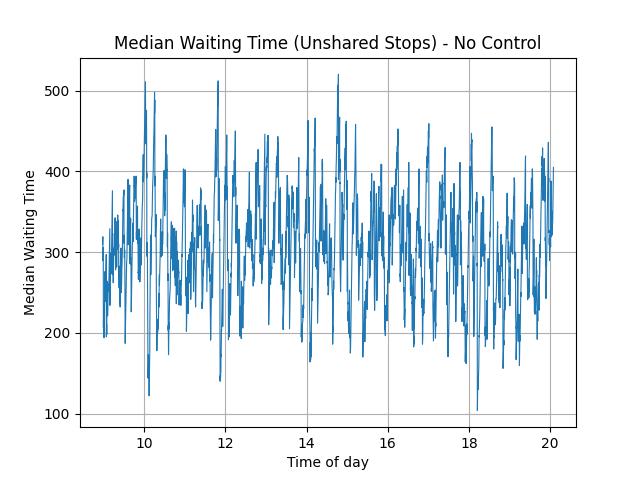 Median Waiting Time (Unshared Stops) - No Control
500
400
300
200
100
Median Waiting Time
10 12 14 16 18 20
Time of day